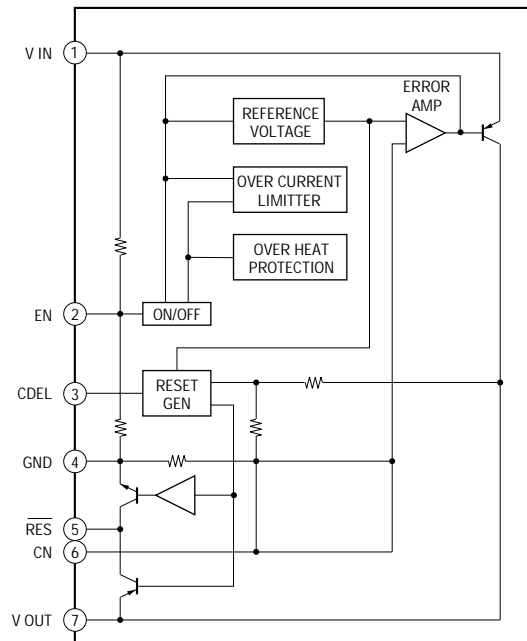 V IN 1
ERROR
AMP
REFERENCE
VOLTAGE
OVER CURRENT
LIMITTER
OVER HEAT
PROTECTION
EN 2
ON/OFF
CDEL 3
RESET
GEN
GND 4
RES 5
CN 6
V OUT 7